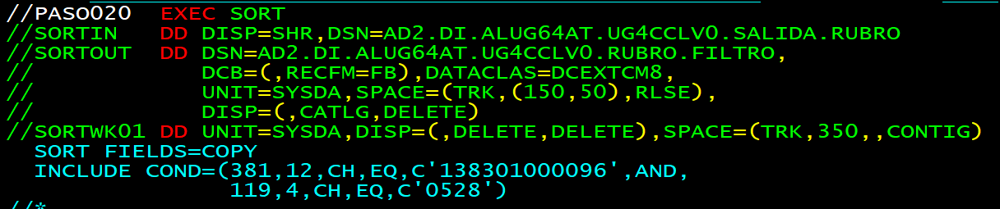 //PASO020  EXEC SORT
//SORTIN   DD DISP=SHR,DSN=AD2.DI.ALUG64AT.UG4CCLV0.SALIDA.RUBRO
//SORTOUT  DD DSN=AD2.DI.ALUG64AT.UG4CCLV0.RUBRO.FILTRO,
//            DCB=(,RECFM=FB),DATACLAS=DCEXTCM8,
//            UNIT=SYSDA,SPACE=(TRK,(150,50),RLSE),
//            DISP=(,CATLG,DELETE)
//SORTWK01 DD UNIT=SYSDA,DISP=(,DELETE,DELETE),SPACE=(TRK,350,,CONTIG)
  SORT FIELDS=COPY
  INCLUDE COND=(381,12,CH,EQ,C'138301000096',AND,
                119,4,CH,EQ,C'0528')
//*